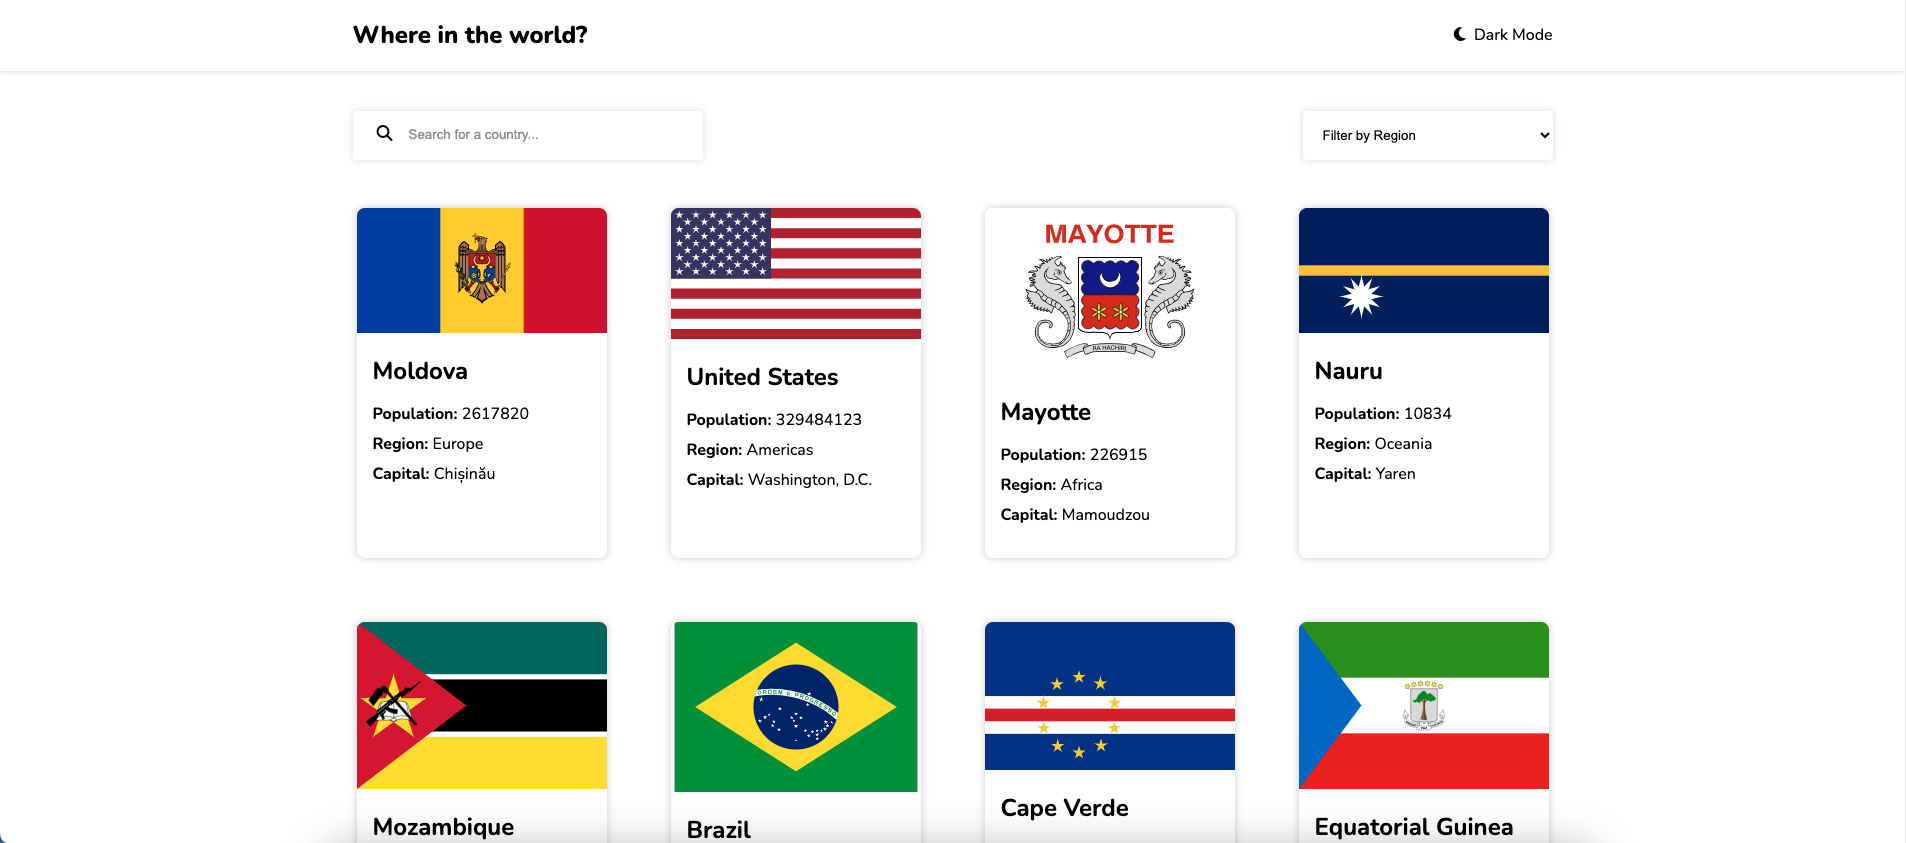 Where in the world?
Dark Mode
Search for a country...
Filter by Region
MAYOTTE
RA HACHIRI
Moldova
Population: 2617820
Region: Europe
Capital: Chișinău
United States
Population: 329484123
Region: Americas
Capital: Washington, D.C.
Mayotte
Population: 226915
Region: Africa
Capital: Mamoudzou
Nauru
Population: 10834
Region: Oceania
Capital: Yaren
ORDEM E PROGRESSO
Mozambique
Brazil
Cape Verde
Equatorial Guinea